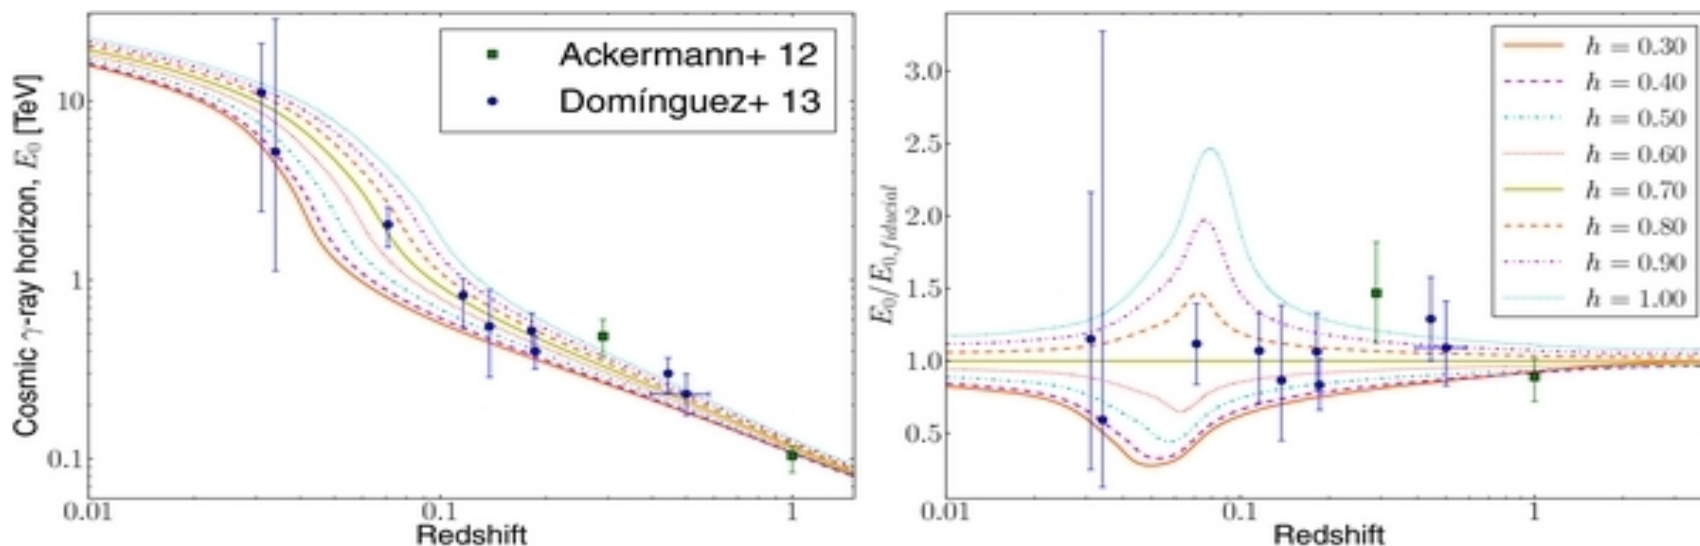 Ackermann+ 12
Domínguez+ 13
Cosmic γ-ray horizon, E₀ [TeV]
10
1
0.1
0.01
0.1
1
Redshift
E₀/E₀,fiducial
3.0
2.5
2.0
1.5
1.0
0.5
0.01
0.1
1
Redshift
h = 0.30
h = 0.40
h = 0.50
h = 0.60
h = 0.70
h = 0.80
h = 0.90
h = 1.00